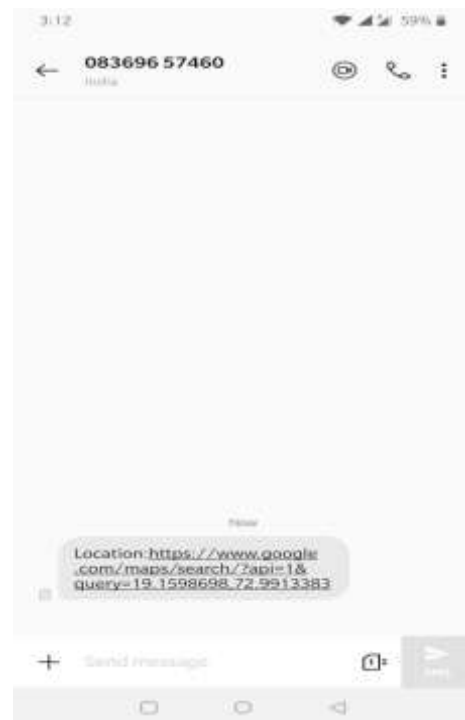 3:12
59%
083696 57460
India
Now
Location:https://www.google
.com/maps/search/?api=1&
query=19.1598698,72.9913383
Send message